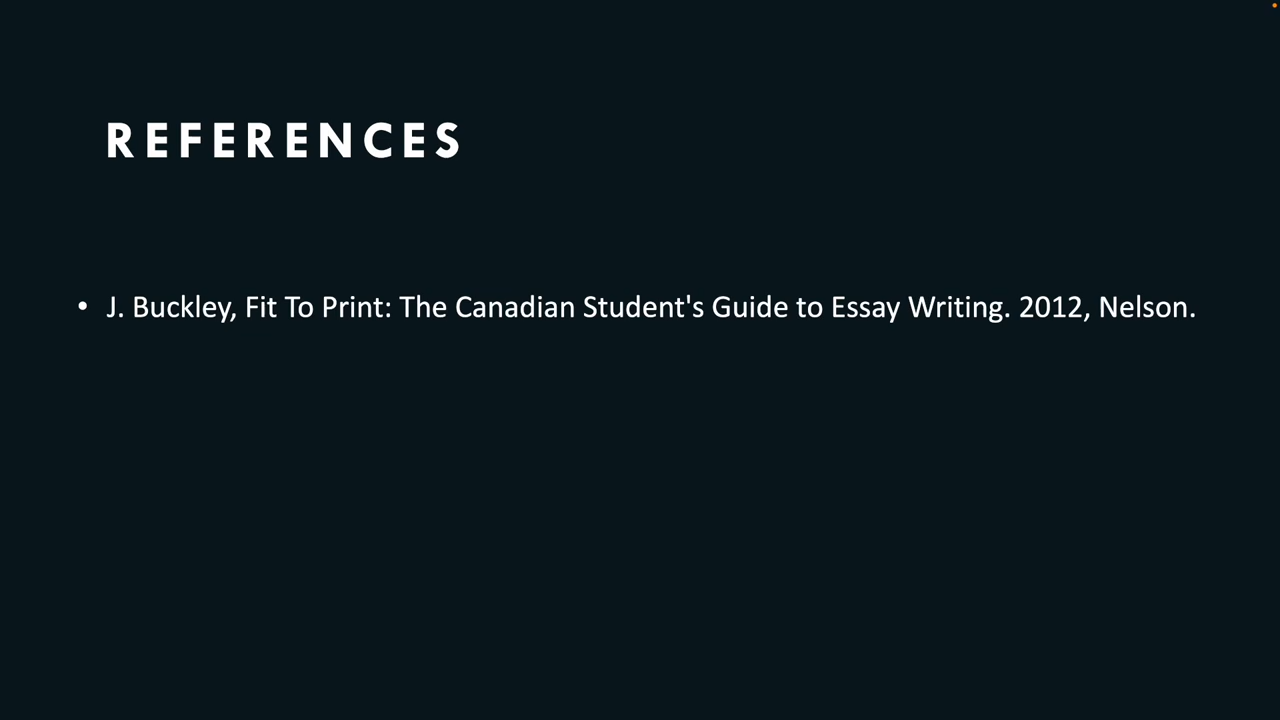 REFERENCES
• J. Buckley, Fit To Print: The Canadian Student's Guide to Essay Writing. 2012, Nelson.